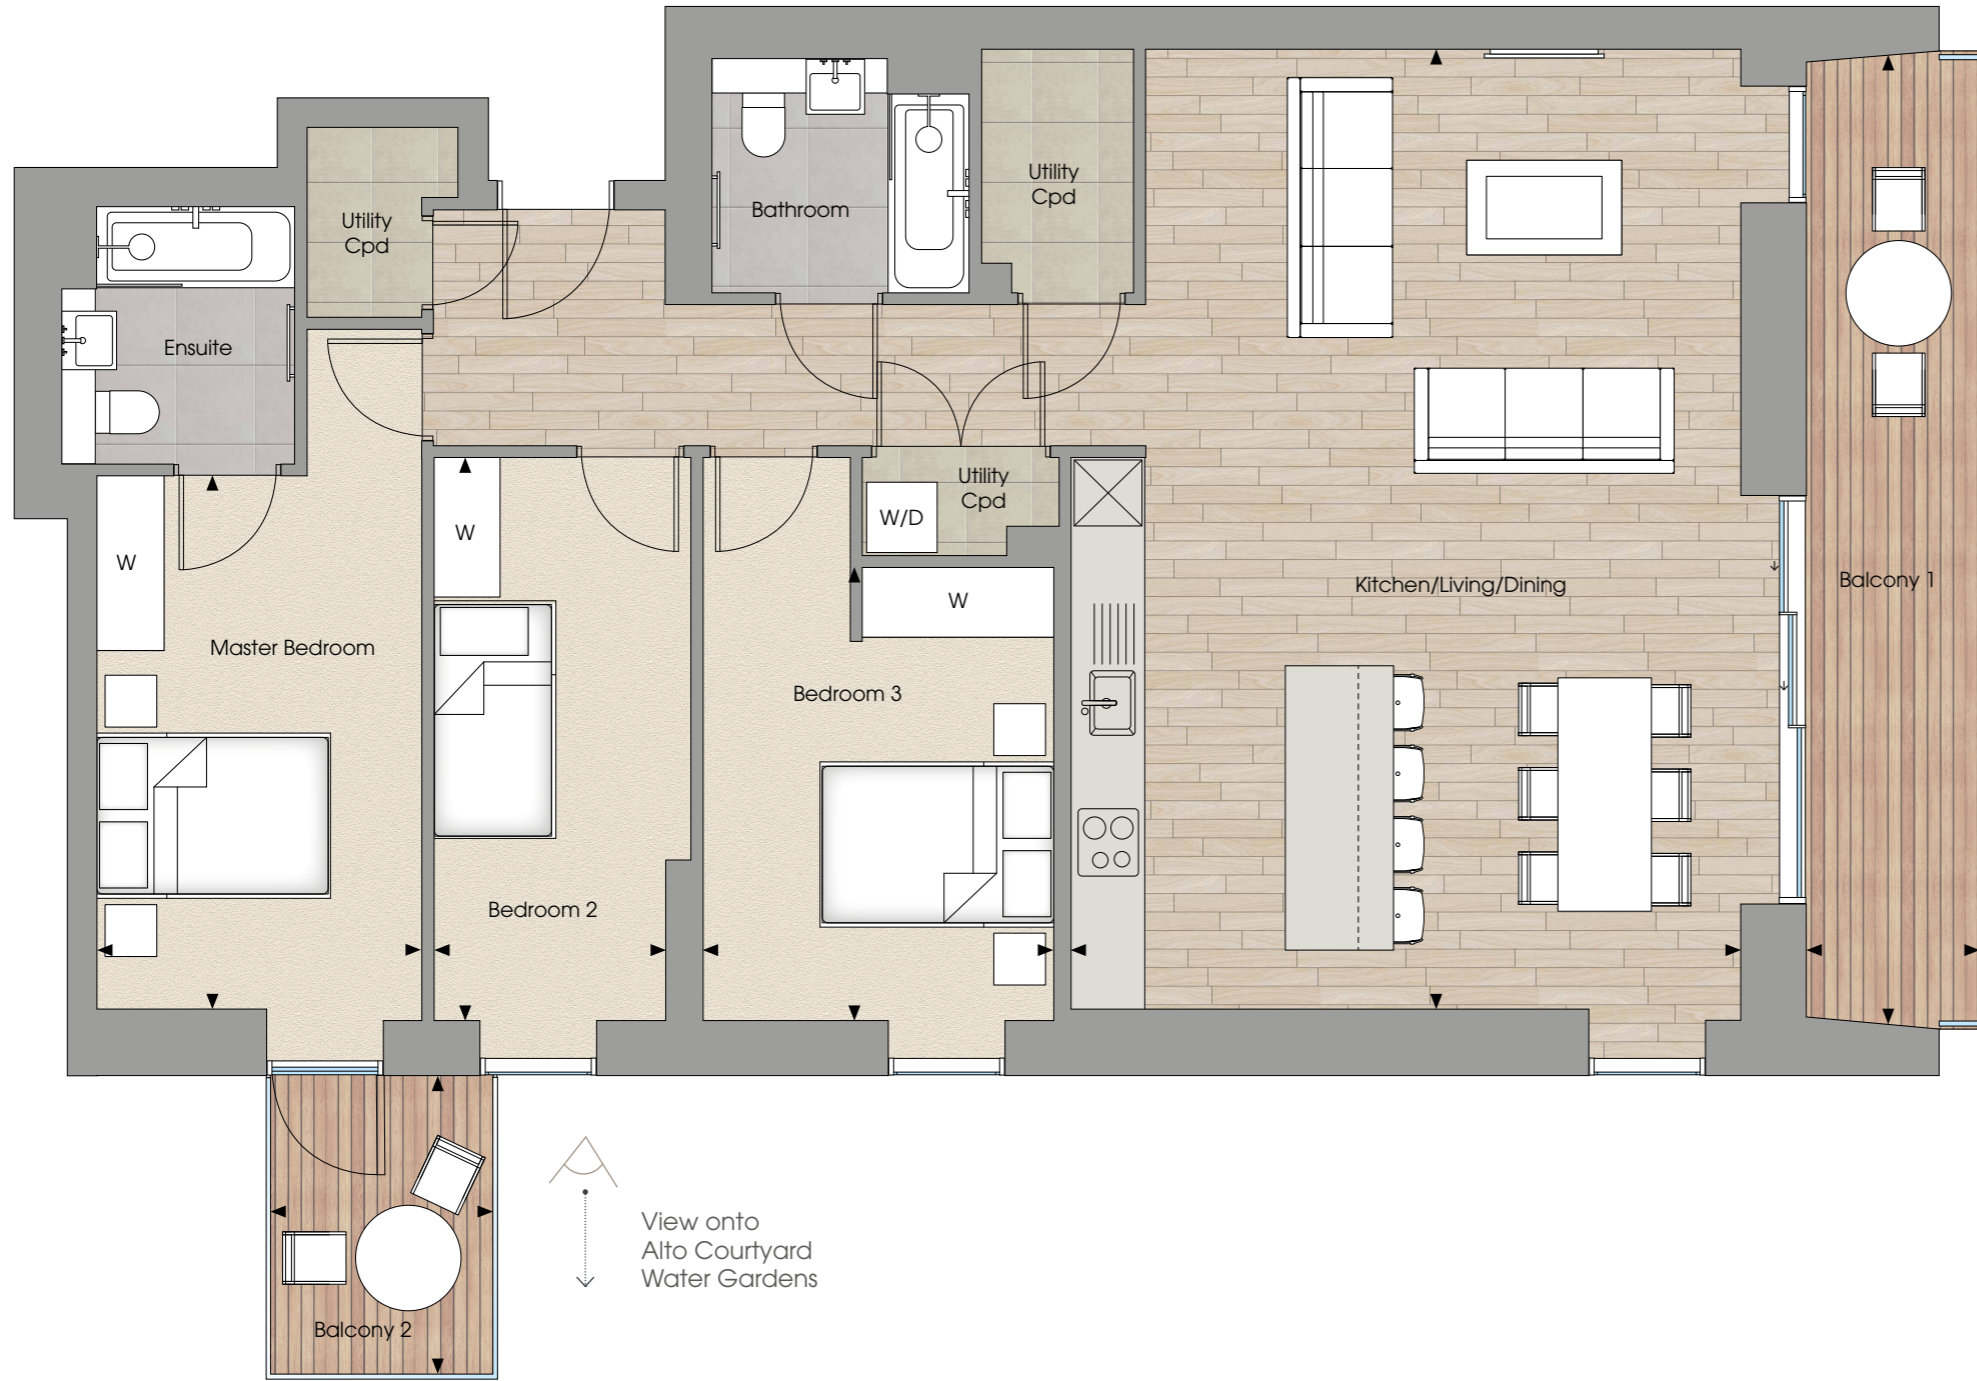 Utility
Cpd
Bathroom
Utility
Cpd
Ensuite
W
W
Utility
Cpd
W/D
W
Master Bedroom
Bedroom 3
Kitchen/Living/Dining
Balcony 1
Bedroom 2
View onto
Alto Courtyard
Water Gardens
Balcony 2